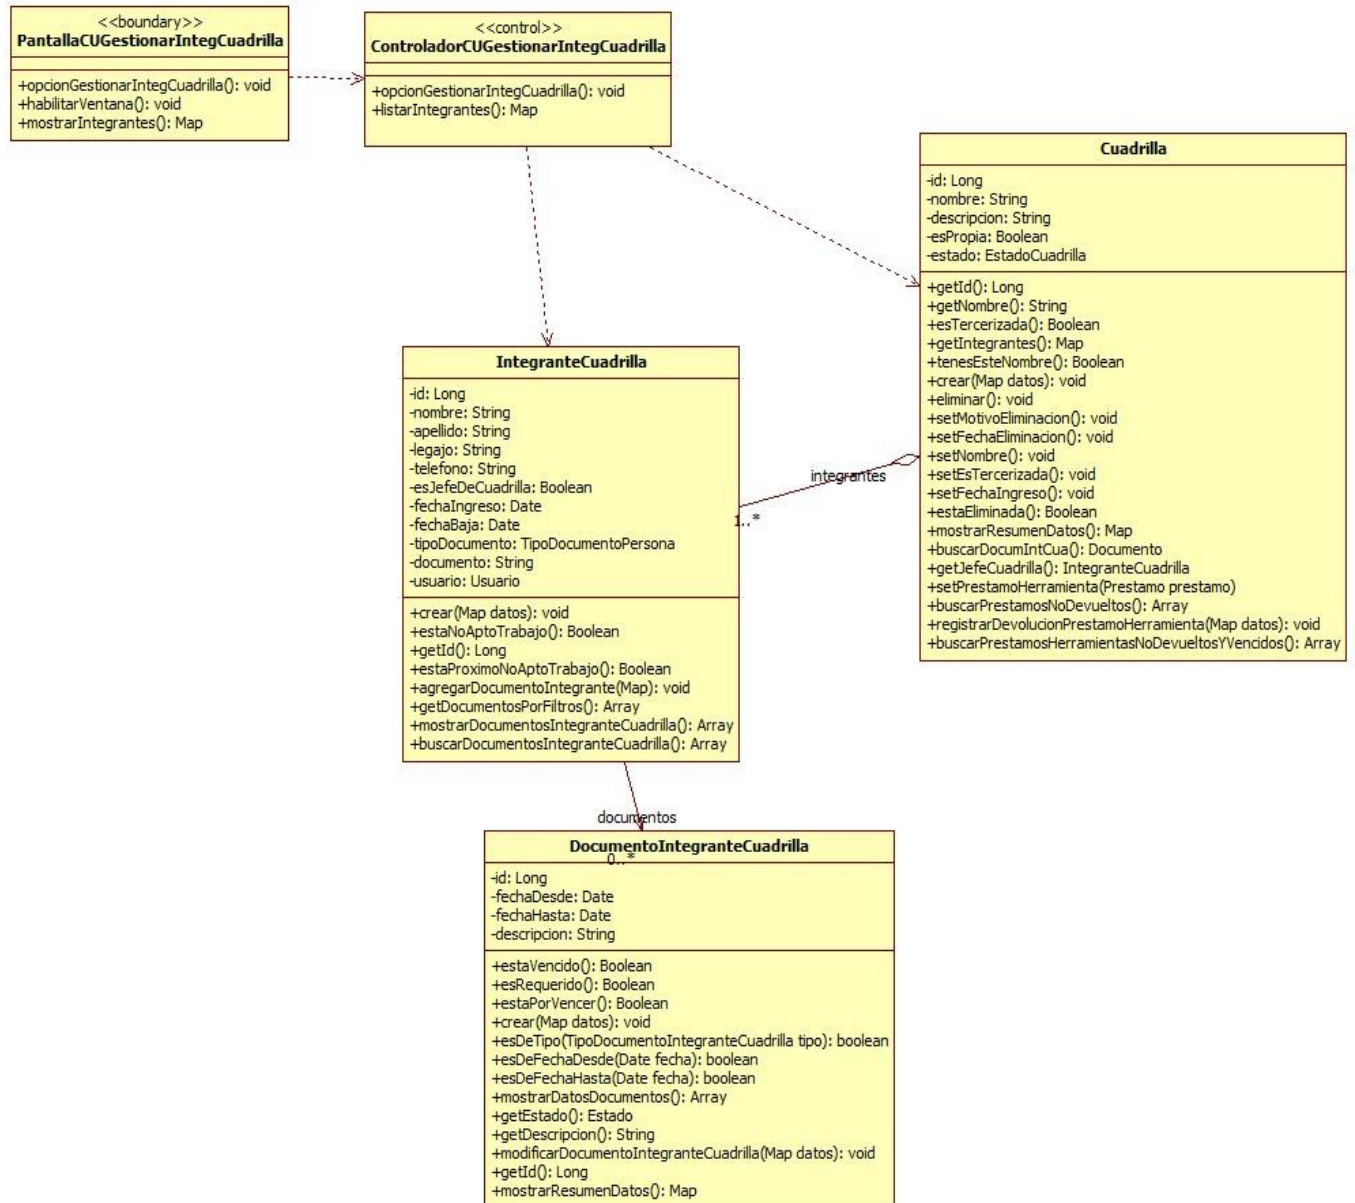 <<boundary>>
PantallaCUGestionarIntegCuadrilla
+opcionGestionarIntegCuadrilla(): void
+habilitarVentana(): void
+mostrarIntegrantes(): Map
<<control>>
ControladorCUGestionarIntegCuadrilla
+opcionGestionarIntegCuadrilla(): void
+listarIntegrantes(): Map
Cuadrilla
-id: Long
-nombre: String
-descripcion: String
-esPropia: Boolean
-estado: EstadoCuadrilla
+getId(): Long
+getNombre(): String
+esTercerizada(): Boolean
+getIntegrantes(): Map
+tenesEsteNombre(): Boolean
+crear(Map datos): void
+eliminar(): void
+setMotivoEliminacion(): void
+setFechaEliminacion(): void
+setNombre(): void
+setEsTercerizada(): void
+setFechaIngreso(): void
+estaEliminada(): Boolean
+mostrarResumenDatos(): Map
+buscarDocumIntCua(): Documento
+getJefeCuadrilla(): IntegranteCuadrilla
+setPrestamoHerramienta(Prestamo prestamo)
+buscarPrestamosNoDevueltos(): Array
+registrarDevolucionPrestamoHerramienta(Map datos): void
+buscarPrestamosHerramientasNoDevueltosYVencidos(): Array
integrantes
1..*
IntegranteCuadrilla
-id: Long
-nombre: String
-apellido: String
-legajo: String
-telefono: String
-esJefeDeCuadrilla: Boolean
-fechaIngreso: Date
-fechaBaja: Date
-tipoDocumento: TipoDocumentoPersona
-documento: String
-usuario: Usuario
+crear(Map datos): void
+estaNoAptoTrabajo(): Boolean
+getId(): Long
+estaProximoNoAptoTrabajo(): Boolean
+agregarDocumentoIntegrante(Map): void
+getDocumentosPorFiltros(): Array
+mostrarDocumentosIntegranteCuadrilla(): Array
+buscarDocumentosIntegranteCuadrilla(): Array
documentos
DocumentoIntegranteCuadrilla
0..*
-id: Long
-fechaDesde: Date
-fechaHasta: Date
-descripcion: String
+estaVencido(): Boolean
+esRequerido(): Boolean
+estaPorVencer(): Boolean
+crear(Map datos): void
+esDeTipo(TipoDocumentoIntegranteCuadrilla tipo): boolean
+esDeFechaDesde(Date fecha): boolean
+esDeFechaHasta(Date fecha): boolean
+mostrarDatosDocumentos(): Array
+getEstado(): Estado
+getDescripcion(): String
+modificarDocumentoIntegranteCuadrilla(Map datos): void
+getId(): Long
+mostrarResumenDatos(): Map